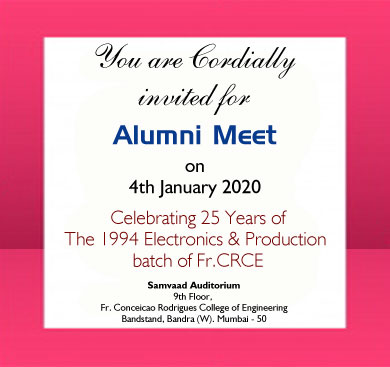 You are Cordially
invited for
Alumni Meet
on
4th January 2020
Celebrating 25 Years of
The 1994 Electronics & Production
batch of Fr.CRCE
Samvaad Auditorium
9th Floor,
Fr. Conceicao Rodrigues College of Engineering
Bandstand, Bandra (W). Mumbai - 50